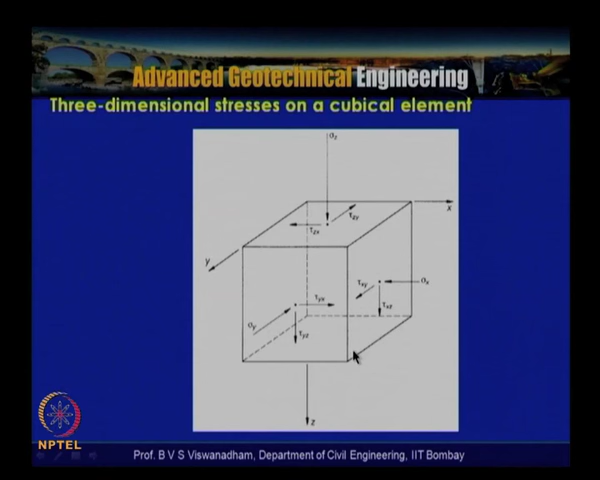 Advanced Geotechnical Engineering
Three-dimensional stresses on a cubical element
σz
x
τzy
τzx
y
τxy
σx
τyx
τxz
σy
τyz
z
NPTEL
Prof. B V S Viswanadham, Department of Civil Engineering, IIT Bombay